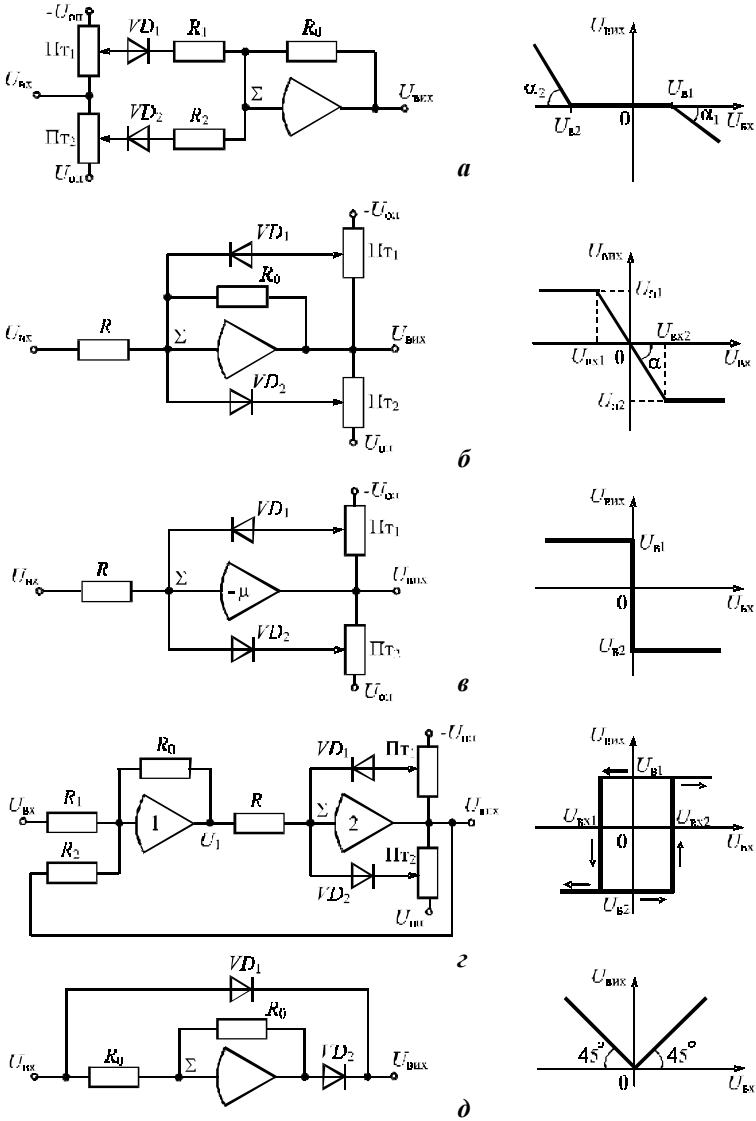 -Uоп
VD₁ R₁ R₀ Uвих
Пт₁
Uвх Σ Uвих α₂ Uв1
VD₂ R₂ Uв2 0 α₁ Uвх
Пт₂
Uоп
а
-Uоп
VD₁
Пт₁ Uвих
R₀ Uл1
Uвх R Σ Uвих Uвх2
Uвх1 0 α Uвх
VD₂ Пт₂ Uл2
Uоп
б
-Uоп
VD₁ Пт₁ Uвих
Uв1
Uвх R Σ -μ Uвих
0 Uвх
VD₂ Пт₂ Uв2
Uоп
в
-Uоп
R₀ VD₁ Пт₁ Uвих
Uв1
Uвх R₁ R Σ Uвих Uвх1 Uвх2
1 U₁ 2
R₂ 0 Uвх
Пт₂
VD₂ Uв2
Uоп
г
VD₁ Uвих
R₀
Uвх R₀ Σ VD₂ Uвих 45° 45°
0 Uвх
д